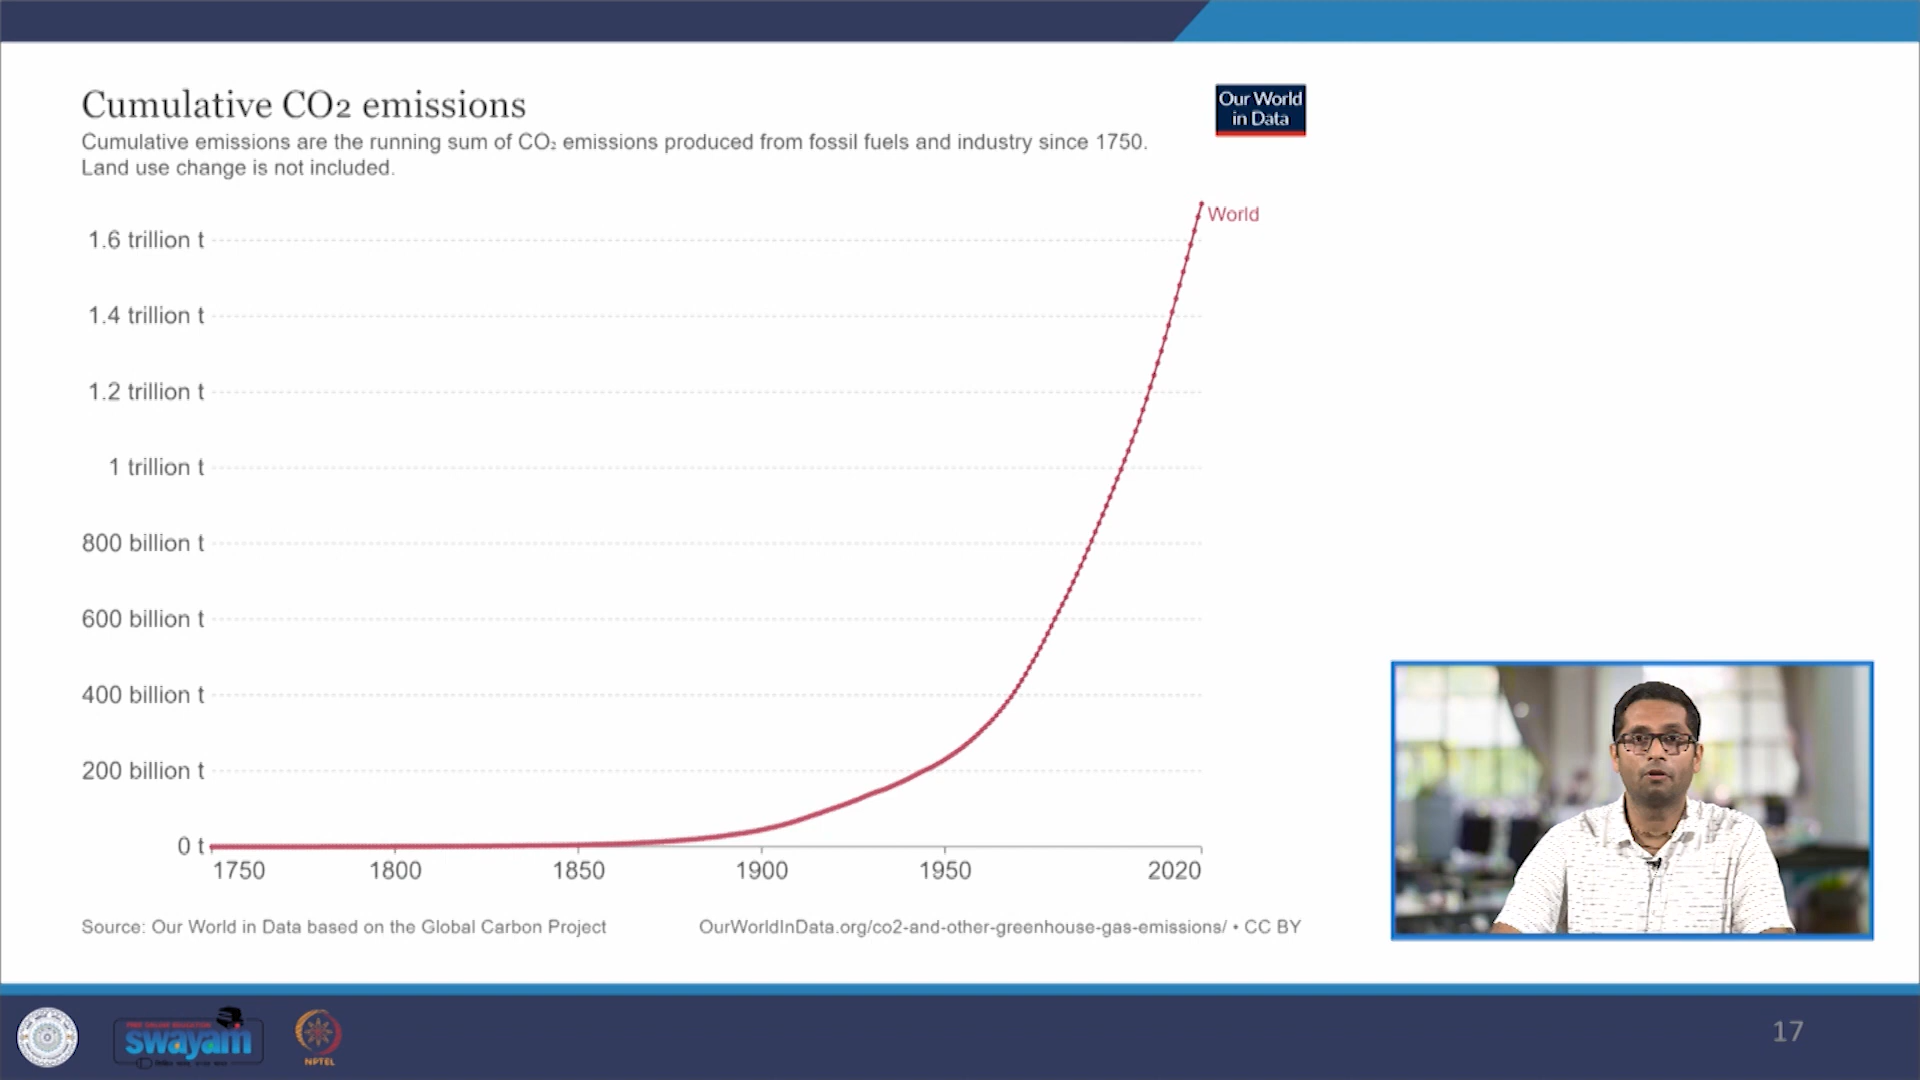 Cumulative CO2 emissions
Our World
in Data
Cumulative emissions are the running sum of CO₂ emissions produced from fossil fuels and industry since 1750.
Land use change is not included.
World
1.6 trillion t
1.4 trillion t
1.2 trillion t
1 trillion t
800 billion t
600 billion t
400 billion t
200 billion t
0 t
1750 1800 1850 1900 1950 2020
Source: Our World in Data based on the Global Carbon Project
OurWorldInData.org/co2-and-other-greenhouse-gas-emissions/ • CC BY
FREE ONLINE EDUCATION
swayam
NPTEL
17